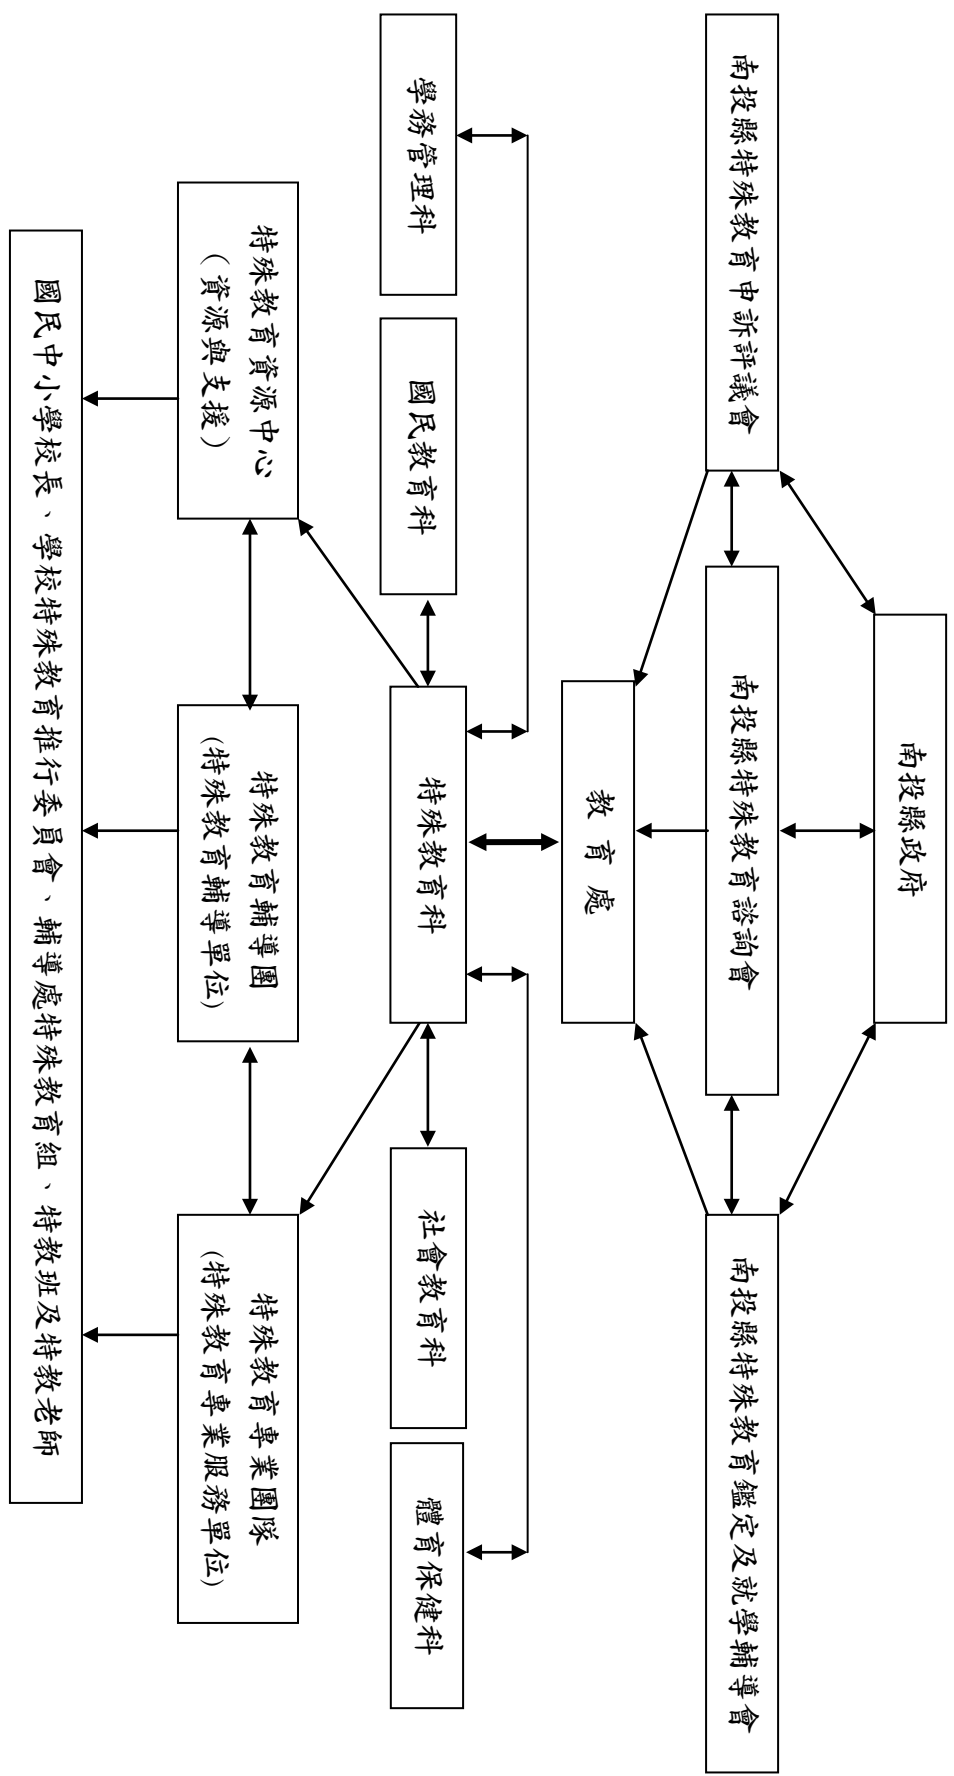 南投縣政府
南投縣特殊教育申訴評議會
南投縣特殊教育諮詢會
南投縣特殊教育鑑定及就學輔導會
教育處
學務管理科
國民教育科
特殊教育科
社會教育科
體育保健科
特殊教育資源中心
（資源與支援）
特殊教育輔導團
(特殊教育輔導單位)
特殊教育專業團隊
(特殊教育專業服務單位)
國民中小學校長、學校特殊教育推行委員會、輔導處特殊教育組、特教班及特教老師